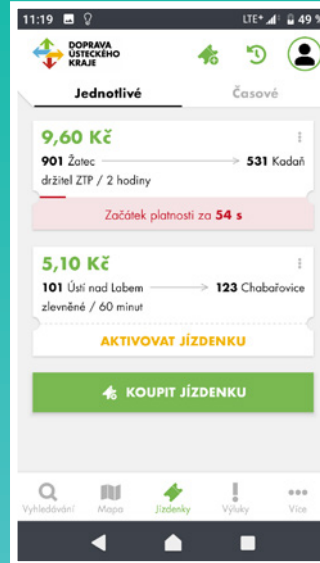 11:19 LTE+ 49 %
DOPRAVA
ÚSTECKÉHO
KRAJE
Jednotlivé Časové
9,60 Kč
901 Žatec 531 Kadaň
držitel ZTP / 2 hodiny
Začátek platnosti za 54 s
5,10 Kč
101 Ústí nad Labem 123 Chabařovice
zlevněné / 60 minut
AKTIVOVAT JÍZDENKU
KOUPIT JÍZDENKU
Vyhledávání Mapa Jízdenky Výluky Více